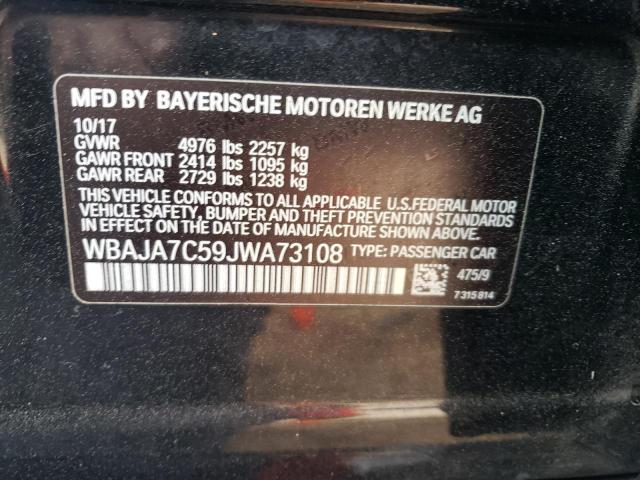 MFD BY BAYERISCHE MOTOREN WERKE AG
10/17
GVWR 4976 lbs 2257 kg
GAWR FRONT 2414 lbs 1095 kg
GAWR REAR 2729 lbs 1238 kg
THIS VEHICLE CONFORMS TO ALL APPLICABLE U.S.FEDERAL MOTOR
VEHICLE SAFETY, BUMPER AND THEFT PREVENTION STANDARDS
IN EFFECT ON THE DATE OF MANUFACTURE SHOWN ABOVE.
WBAJA7C59JWA73108 TYPE: PASSENGER CAR
475/9
7315814